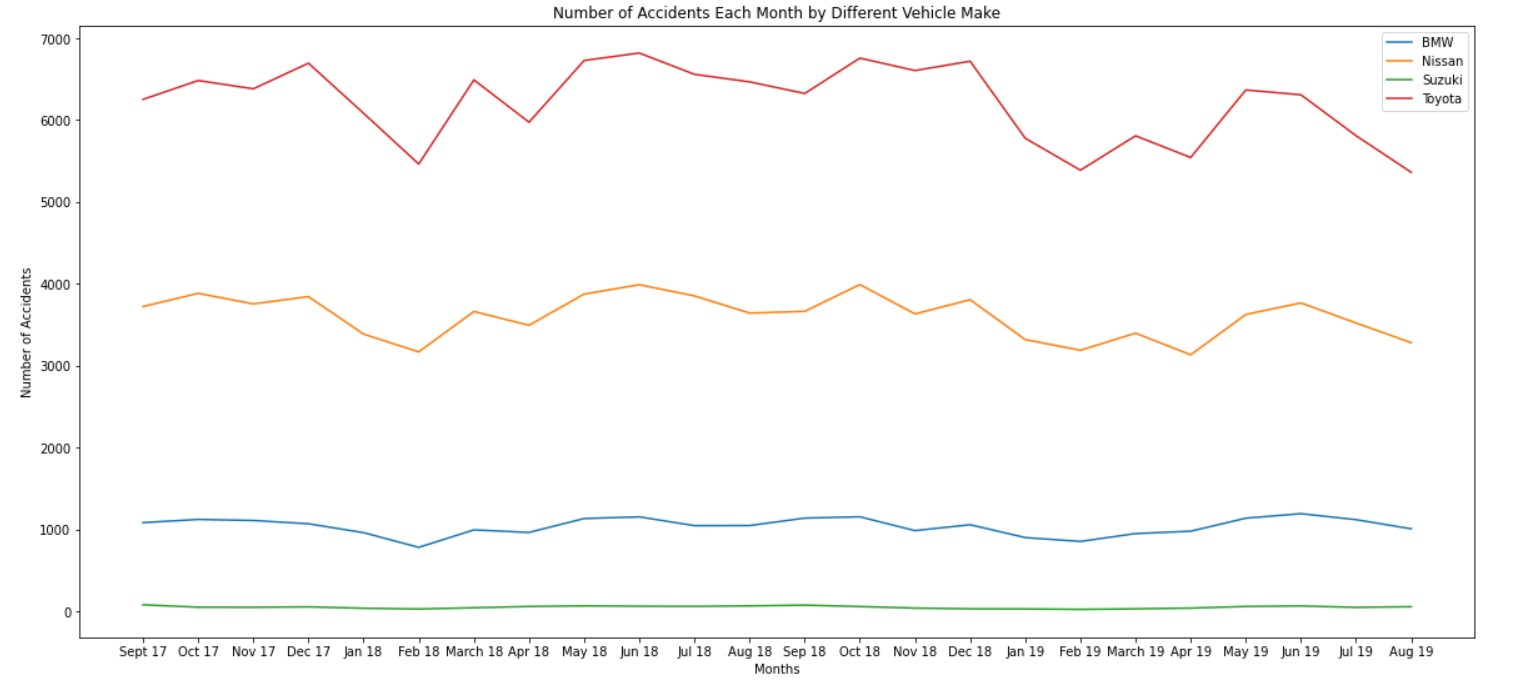 Number of Accidents Each Month by Different Vehicle Make
7000
6000
5000
4000
3000
2000
1000
0
Number of Accidents
BMW
Nissan
Suzuki
Toyota
Sept 17 Oct 17 Nov 17 Dec 17 Jan 18 Feb 18 March 18 Apr 18 May 18 Jun 18 Jul 18 Aug 18 Sep 18 Oct 18 Nov 18 Dec 18 Jan 19 Feb 19 March 19 Apr 19 May 19 Jun 19 Jul 19 Aug 19
Months